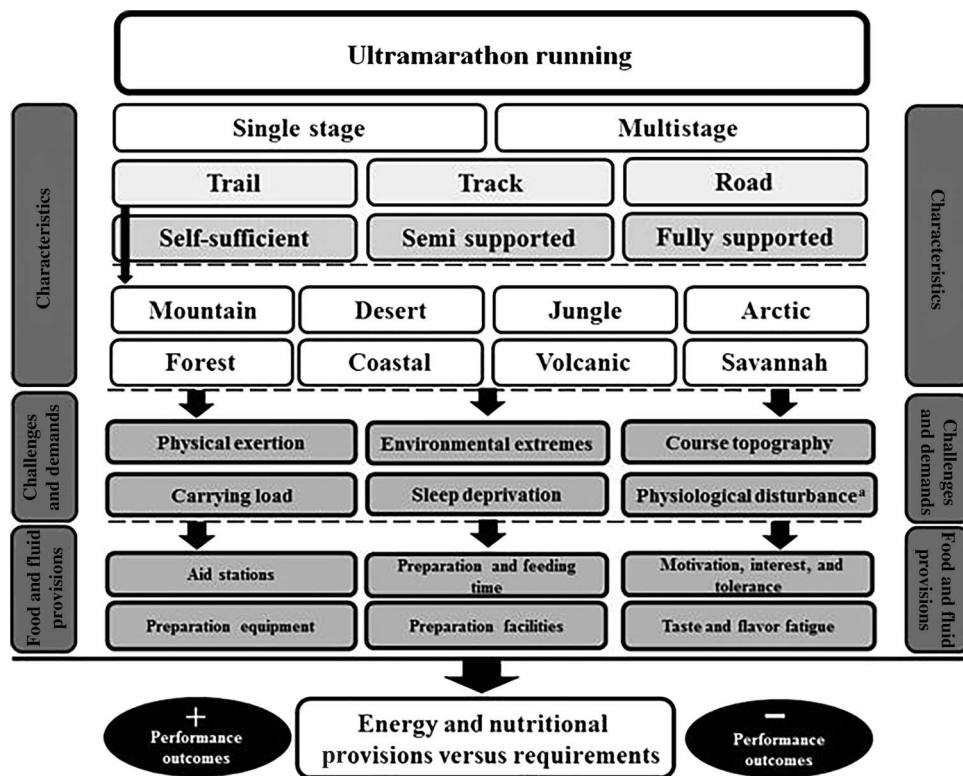 Ultramarathon running
Single stage
Multistage
Trail
Track
Road
Self-sufficient
Semi supported
Fully supported
Characteristics
Characteristics
Mountain
Desert
Jungle
Arctic
Forest
Coastal
Volcanic
Savannah
Challenges
and demands
Physical exertion
Environmental extremes
Course topography
Challenges
and demands
Carrying load
Sleep deprivation
Physiological disturbanceᵃ
Food and fluid
provisions
Aid stations
Preparation and feeding
time
Motivation, interest, and
tolerance
Food and fluid
provisions
Preparation equipment
Preparation facilities
Taste and flavor fatigue
+
Performance
outcomes
Energy and nutritional
provisions versus requirements
−
Performance
outcomes